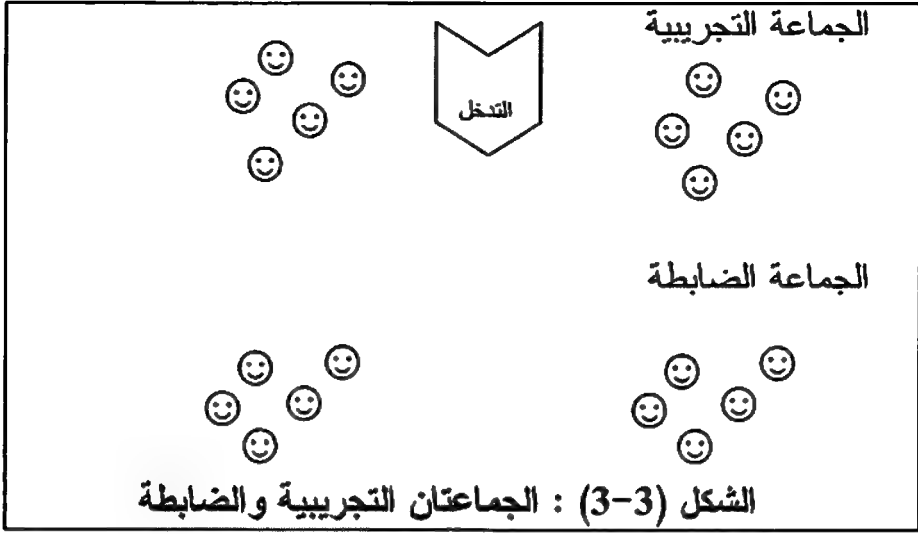 الجماعة التجريبية
التدخل
الجماعة الضابطة
الشكل (3-3) : الجماعتان التجريبية والضابطة